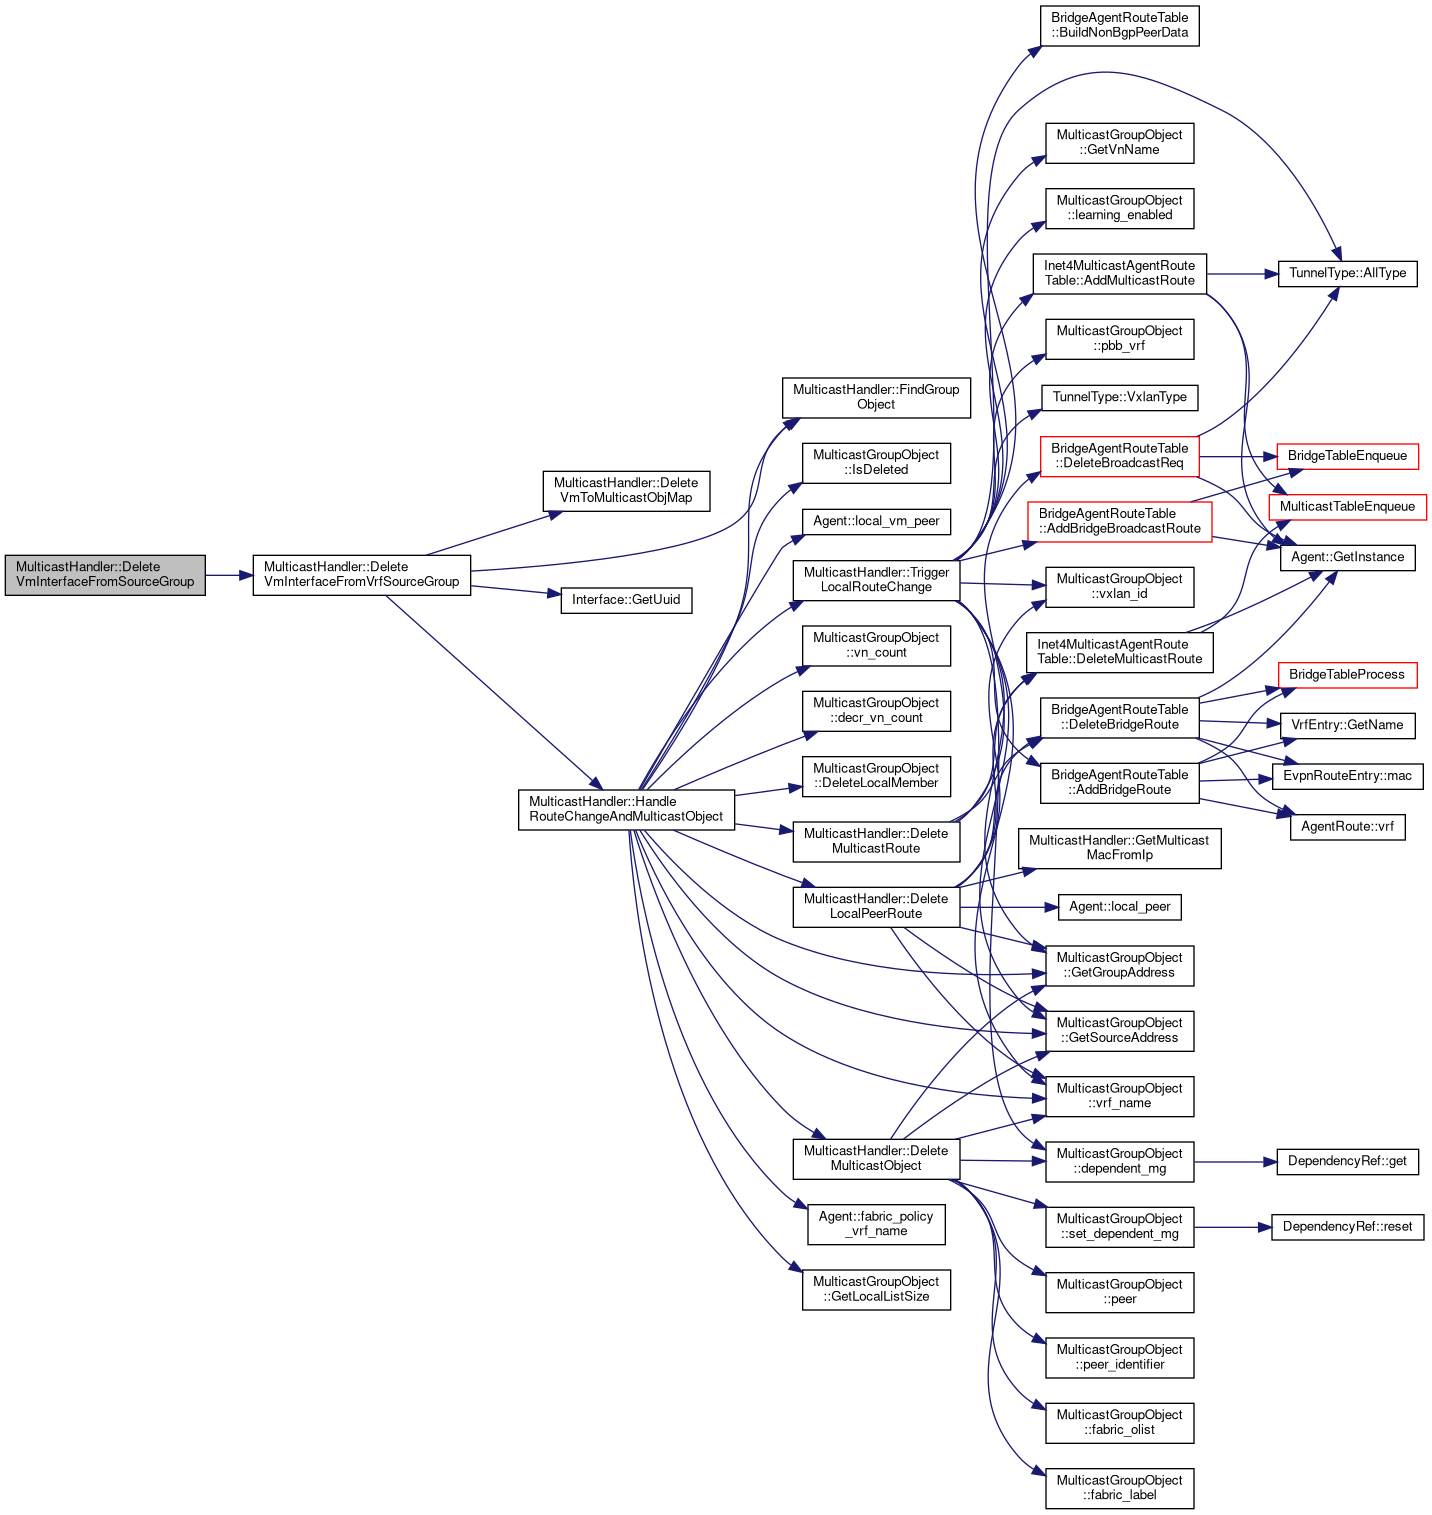 MulticastHandler::Delete
VmInterfaceFromSourceGroup
MulticastHandler::Delete
VmInterfaceFromVrfSourceGroup
MulticastHandler::Delete
VmToMulticastObjMap
Interface::GetUuid
MulticastHandler::Handle
RouteChangeAndMulticastObject
MulticastHandler::FindGroup
Object
MulticastGroupObject
::IsDeleted
Agent::local_vm_peer
MulticastHandler::Trigger
LocalRouteChange
MulticastGroupObject
::vn_count
MulticastGroupObject
::decr_vn_count
MulticastGroupObject
::DeleteLocalMember
MulticastHandler::Delete
MulticastRoute
MulticastHandler::Delete
LocalPeerRoute
MulticastHandler::Delete
MulticastObject
Agent::fabric_policy
_vrf_name
MulticastGroupObject
::GetLocalListSize
BridgeAgentRouteTable
::BuildNonBgpPeerData
MulticastGroupObject
::GetVnName
MulticastGroupObject
::learning_enabled
Inet4MulticastAgentRoute
Table::AddMulticastRoute
MulticastGroupObject
::pbb_vrf
TunnelType::VxlanType
BridgeAgentRouteTable
::DeleteBroadcastReq
BridgeAgentRouteTable
::AddBridgeBroadcastRoute
MulticastGroupObject
::vxlan_id
Inet4MulticastAgentRoute
Table::DeleteMulticastRoute
BridgeAgentRouteTable
::DeleteBridgeRoute
BridgeAgentRouteTable
::AddBridgeRoute
MulticastHandler::GetMulticast
MacFromIp
Agent::local_peer
MulticastGroupObject
::GetGroupAddress
MulticastGroupObject
::GetSourceAddress
MulticastGroupObject
::vrf_name
MulticastGroupObject
::dependent_mg
MulticastGroupObject
::set_dependent_mg
MulticastGroupObject
::peer
MulticastGroupObject
::peer_identifier
MulticastGroupObject
::fabric_olist
MulticastGroupObject
::fabric_label
TunnelType::AllType
BridgeTableEnqueue
MulticastTableEnqueue
Agent::GetInstance
BridgeTableProcess
VrfEntry::GetName
EvpnRouteEntry::mac
AgentRoute::vrf
DependencyRef::get
DependencyRef::reset